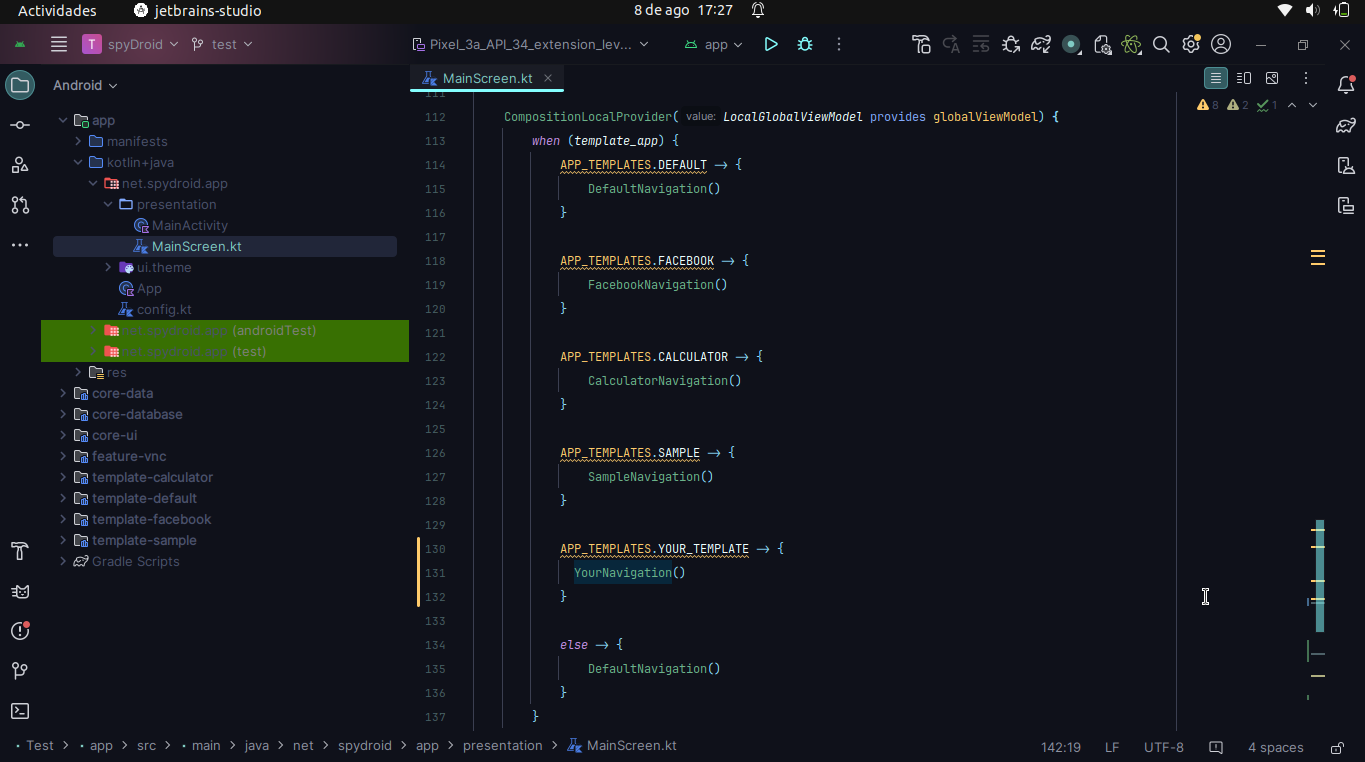 Actividades jetbrains-studio 8 de ago 17:27
T spyDroid test Pixel_3a_API_34_extension_lev... app
Android MainScreen.kt
8 2 1
app
manifests
kotlin+java
net.spydroid.app
presentation
MainActivity
MainScreen.kt
ui.theme
App
config.kt
net.spydroid.app (androidTest)
net.spydroid.app (test)
res
core-data
core-database
core-ui
feature-vnc
template-calculator
template-default
template-facebook
template-sample
Gradle Scripts
111
112 CompositionLocalProvider( value: LocalGlobalViewModel provides globalViewModel) {
113 when (template_app) {
114 APP_TEMPLATES.DEFAULT → {
115 DefaultNavigation()
116 }
117
118 APP_TEMPLATES.FACEBOOK → {
119 FacebookNavigation()
120 }
121
122 APP_TEMPLATES.CALCULATOR → {
123 CalculatorNavigation()
124 }
125
126 APP_TEMPLATES.SAMPLE → {
127 SampleNavigation()
128 }
129
130 APP_TEMPLATES.YOUR_TEMPLATE → {
131 YourNavigation()
132 }
133
134 else → {
135 DefaultNavigation()
136 }
137 }
Test > app > src > main > java > net > spydroid > app > presentation > MainScreen.kt 142:19 LF UTF-8 4 spaces